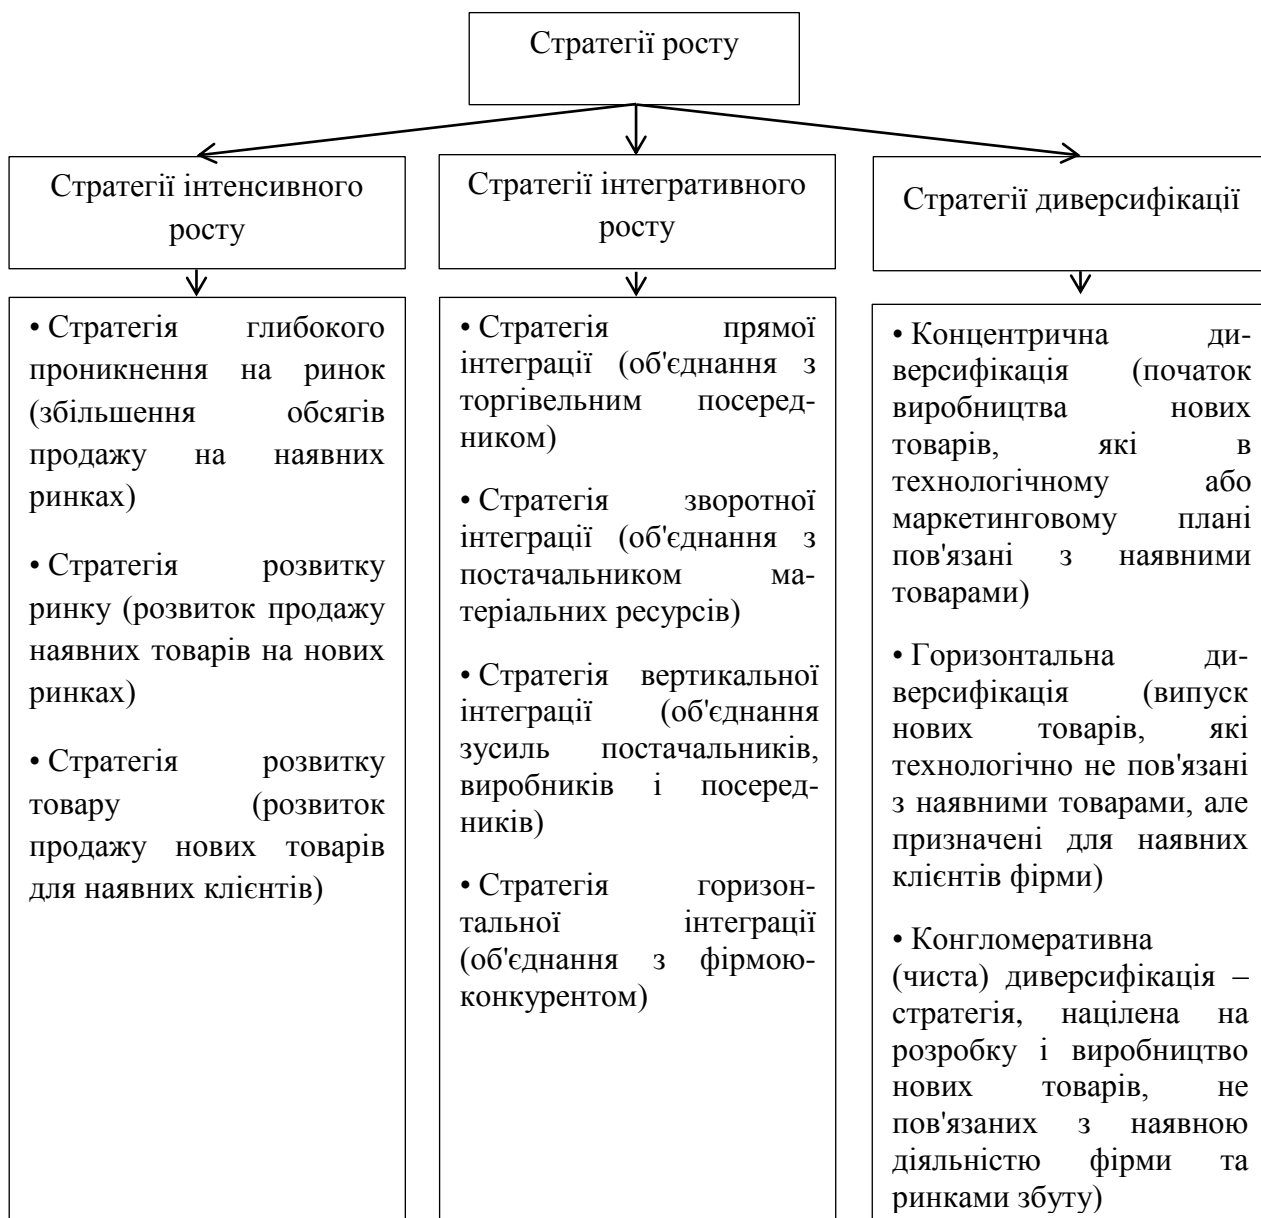 Стратегії росту
Стратегії інтенсивного
росту
Стратегії інтегративного
росту
Стратегії диверсифікації
• Стратегія глибокого
проникнення на ринок
(збільшення обсягів
продажу на наявних
ринках)
• Стратегія розвитку
ринку (розвиток продажу
наявних товарів на нових
ринках)
• Стратегія розвитку
товару (розвиток
продажу нових товарів
для наявних клієнтів)
• Стратегія прямої
інтеграції (об'єднання з
торгівельним посеред-
ником)
• Стратегія зворотної
інтеграції (об'єднання з
постачальником ма-
теріальних ресурсів)
• Стратегія вертикальної
інтеграції (об'єднання
зусиль постачальників,
виробників і посеред-
ників)
• Стратегія горизон-
тальної інтеграції
(об'єднання з фірмою-
конкурентом)
• Концентрична ди-
версифікація (початок
виробництва нових
товарів, які в
технологічному або
маркетинговому плані
пов'язані з наявними
товарами)
• Горизонтальна ди-
версифікація (випуск
нових товарів, які
технологічно не пов'язані
з наявними товарами, але
призначені для наявних
клієнтів фірми)
• Конгломеративна
(чиста) диверсифікація –
стратегія, націлена на
розробку і виробництво
нових товарів, не
пов'язаних з наявною
діяльністю фірми та
ринками збуту)